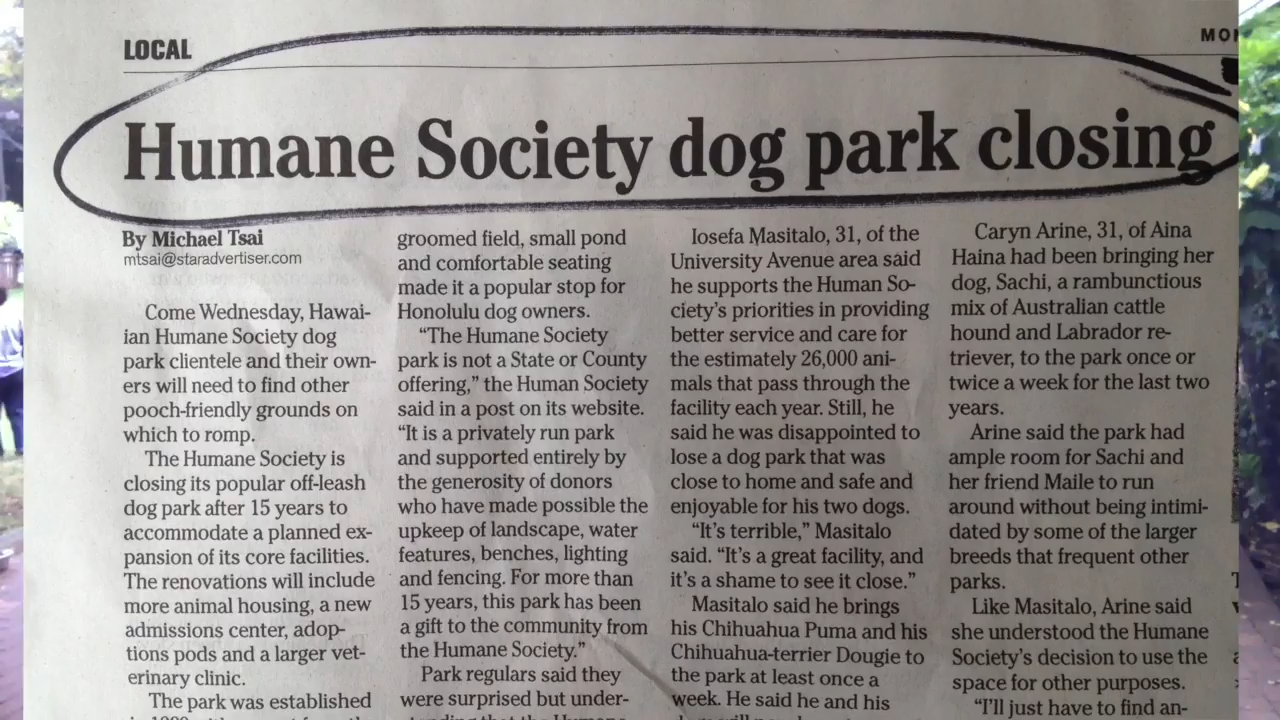 LOCAL
Humane Society dog park closing
By Michael Tsai
mtsai@staradvertiser.com
Come Wednesday, Hawai-
ian Humane Society dog
park clientele and their own-
ers will need to find other
pooch-friendly grounds on
which to romp.
The Humane Society is
closing its popular off-leash
dog park after 15 years to
accommodate a planned ex-
pansion of its core facilities.
The renovations will include
more animal housing, a new
admissions center, adop-
tions pods and a larger vet-
erinary clinic.
The park was established
groomed field, small pond
and comfortable seating
made it a popular stop for
Honolulu dog owners.
“The Humane Society
park is not a State or County
offering,” the Human Society
said in a post on its website.
“It is a privately run park
and supported entirely by
the generosity of donors
who have made possible the
upkeep of landscape, water
features, benches, lighting
and fencing. For more than
15 years, this park has been
a gift to the community from
the Humane Society.”
Park regulars said they
were surprised but under-
Iosefa Masitalo, 31, of the
University Avenue area said
he supports the Human So-
ciety’s priorities in providing
better service and care for
the estimately 26,000 ani-
mals that pass through the
facility each year. Still, he
said he was disappointed to
lose a dog park that was
close to home and safe and
enjoyable for his two dogs.
“It’s terrible,” Masitalo
said. “It’s a great facility, and
it’s a shame to see it close.”
Masitalo said he brings
his Chihuahua Puma and his
Chihuahua-terrier Dougie to
the park at least once a
week. He said he and his
Caryn Arine, 31, of Aina
Haina had been bringing her
dog, Sachi, a rambunctious
mix of Australian cattle
hound and Labrador re-
triever, to the park once or
twice a week for the last two
years.
Arine said the park had
ample room for Sachi and
her friend Maile to run
around without being intimi-
dated by some of the larger
breeds that frequent other
parks.
Like Masitalo, Arine said
she understood the Humane
Society’s decision to use the
space for other purposes.
“I’ll just have to find an-